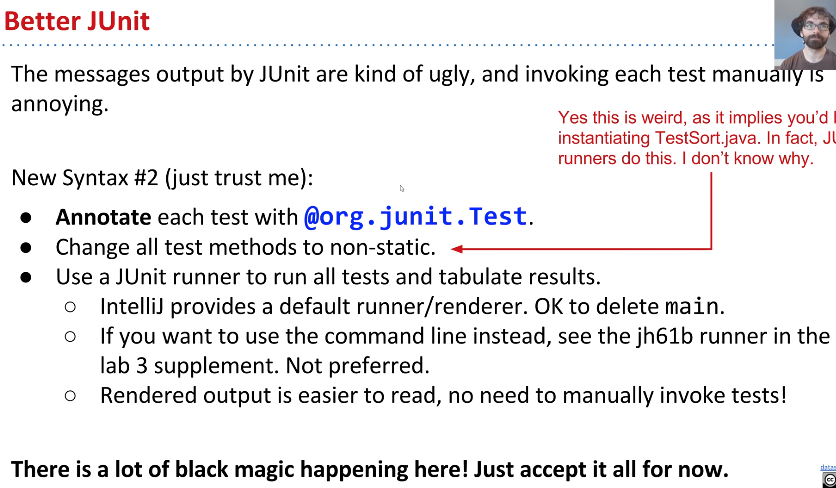 Better JUnit
The messages output by JUnit are kind of ugly, and invoking each test manually is
annoying.
Yes this is weird, as it implies you'd
instantiating TestSort.java. In fact,
runners do this. I don't know why.
New Syntax #2 (just trust me):
● Annotate each test with @org.junit.Test.
● Change all test methods to non-static.
● Use a JUnit runner to run all tests and tabulate results.
○ IntelliJ provides a default runner/renderer. OK to delete main.
○ If you want to use the command line instead, see the jh61b runner in the
lab 3 supplement. Not preferred.
○ Rendered output is easier to read, no need to manually invoke tests!
There is a lot of black magic happening here! Just accept it all for now.